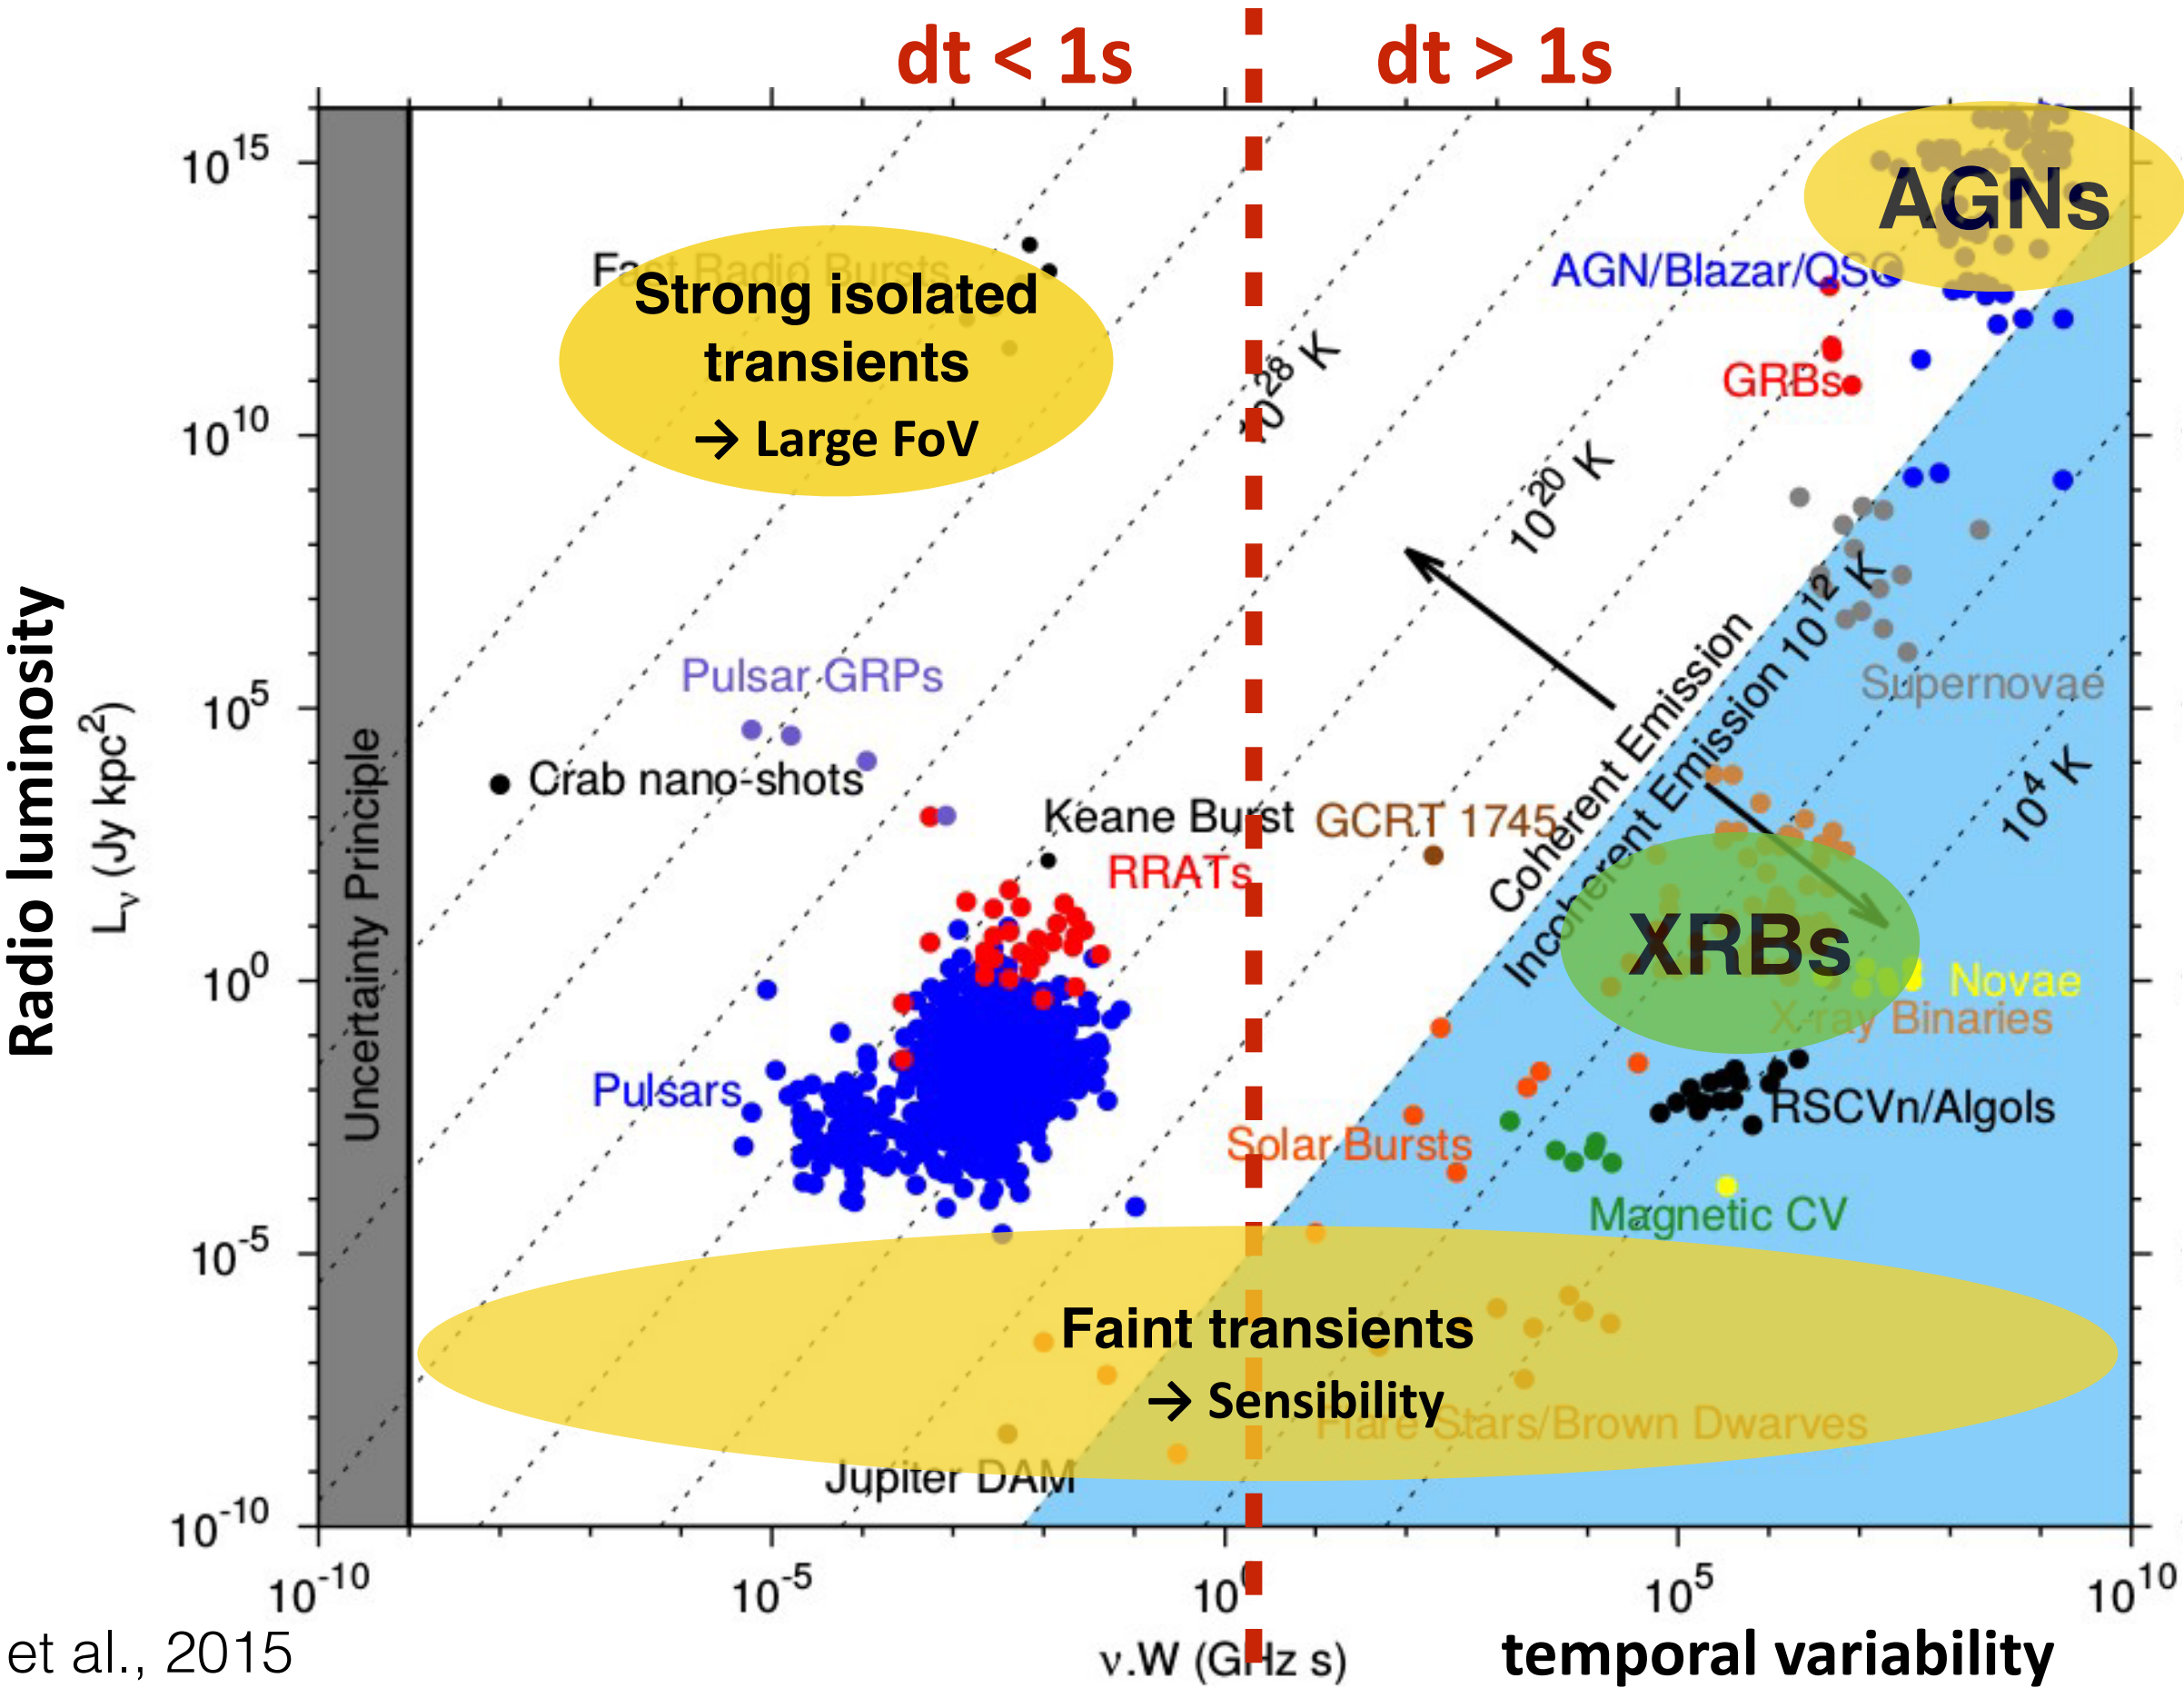 dt < 1s
dt > 1s
10^15
10^10
10^5
10^0
10^-5
10^-10
Radio luminosity
Lν (Jy kpc²)
Uncertainty Principle
Fast Radio Bursts
Strong isolated
transients
→ Large FoV
AGNs
AGN/Blazar/QSO
GRBs
10^28 K
10^20 K
Pulsar GRPs
Crab nano-shots
Keane Burst
GCRT 1745
RRATs
Coherent Emission
Incoherent Emission 10^12 K
Supernovae
10^4 K
XRBs
Novae
X-ray Binaries
Pulsars
RSCVn/Algols
Solar Bursts
Magnetic CV
Faint transients
→ Sensibility
Flare Stars/Brown Dwarves
Jupiter DAM
10^-10
10^-5
10^0
10^5
10^10
et al., 2015
ν.W (GHz s)
temporal variability